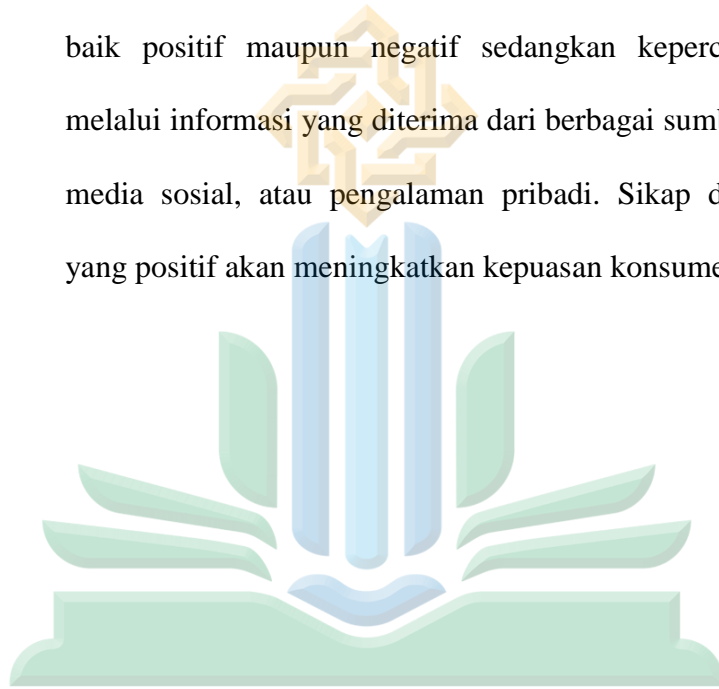 baik positif maupun negatif sedangkan
melalui informasi yang diterima dari berbagai
media sosial, atau pengalaman pribadi. Sikap
yang positif akan meningkatkan kepuasan